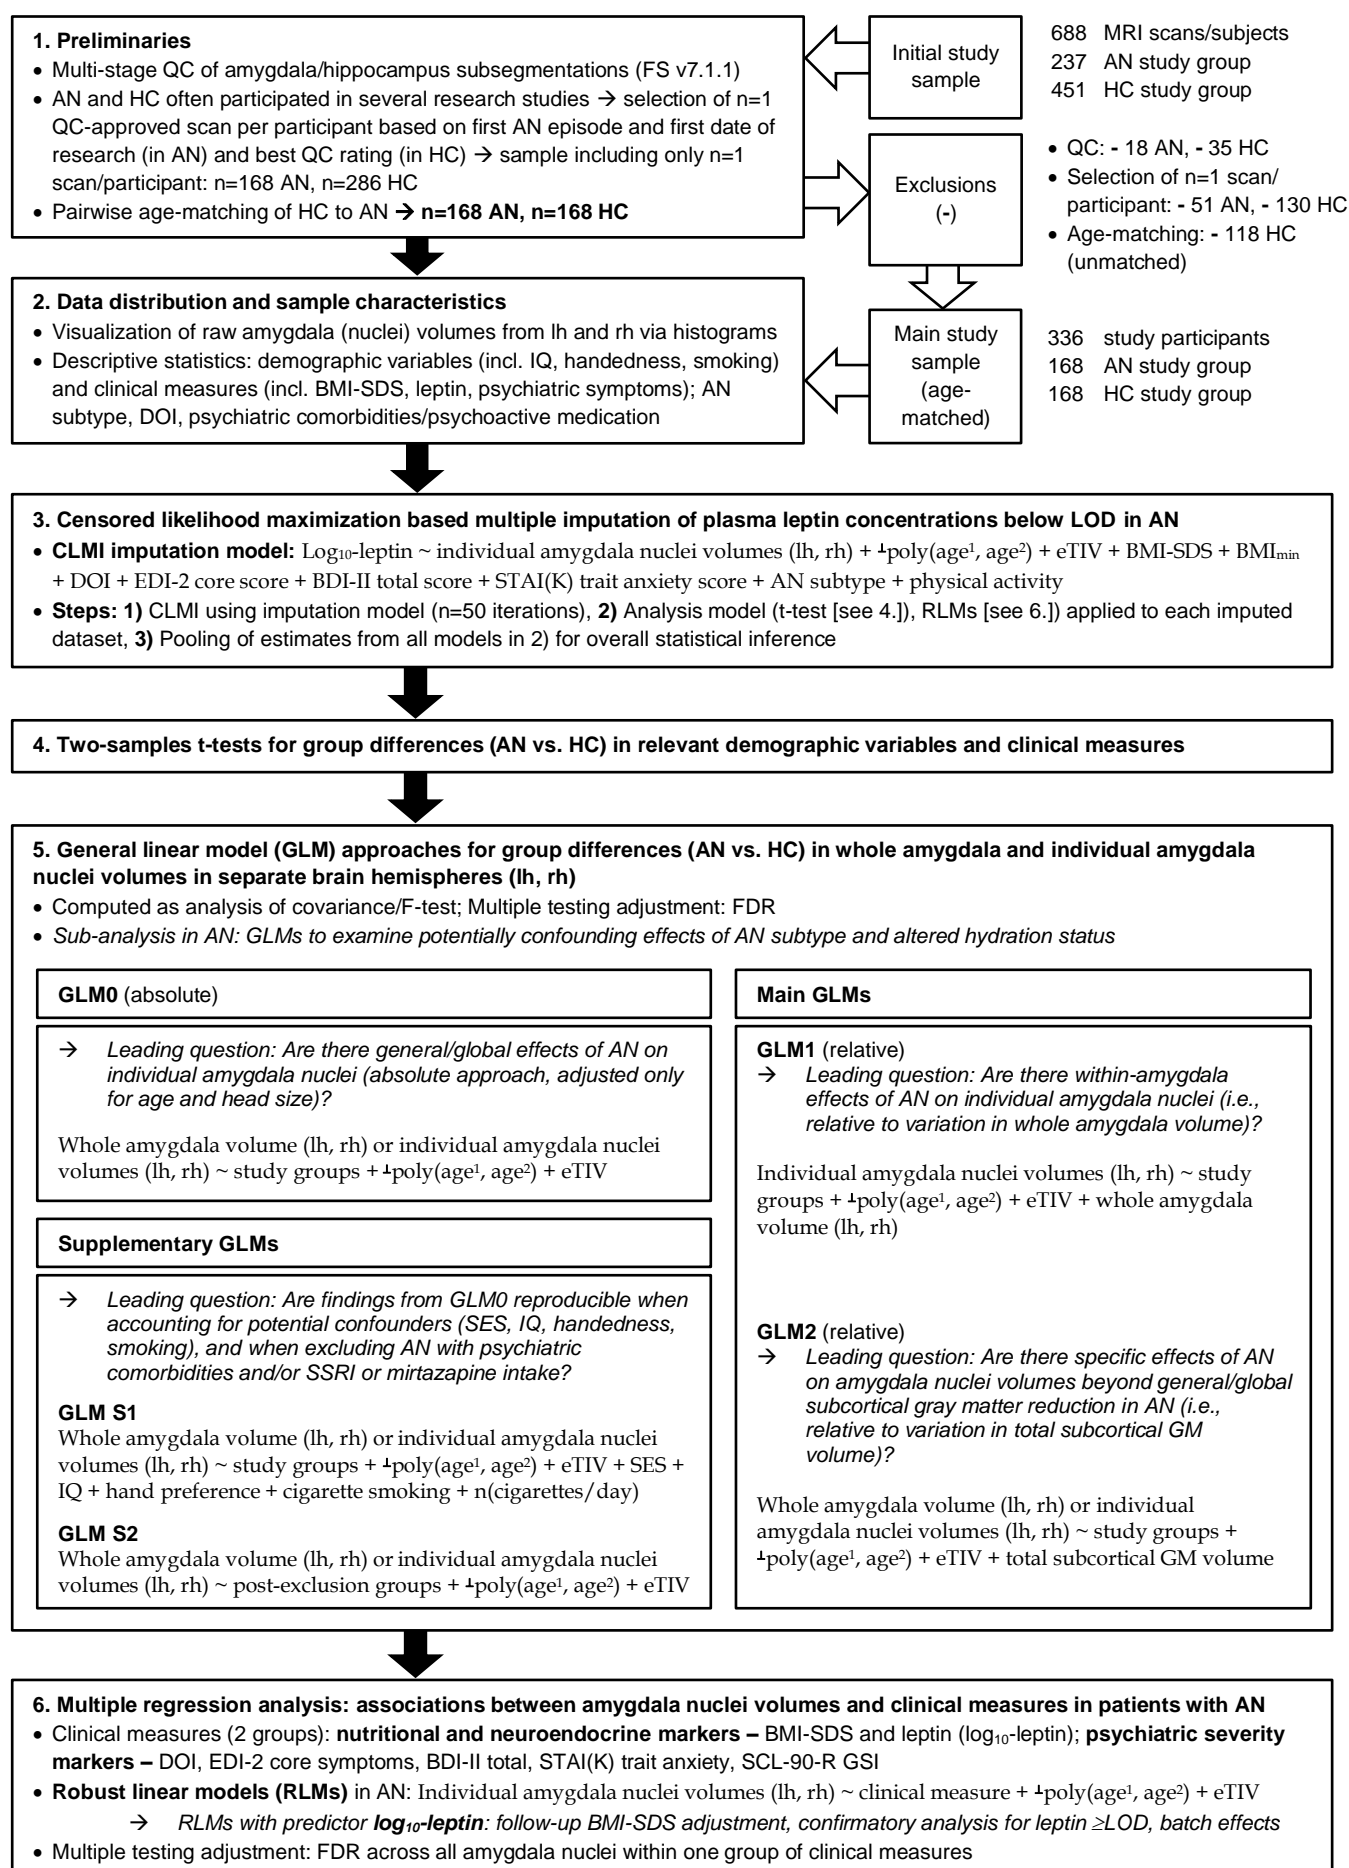 1. Preliminaries
• Multi-stage QC of amygdala/hippocampus subsegmentations (FS v7.1.1)
• AN and HC often participated in several research studies → selection of n=1
QC-approved scan per participant based on first AN episode and first date of
research (in AN) and best QC rating (in HC) → sample including only n=1
scan/participant: n=168 AN, n=286 HC
• Pairwise age-matching of HC to AN → n=168 AN, n=168 HC
Initial study
sample
688 MRI scans/subjects
237 AN study group
451 HC study group
Exclusions
(-)
• QC: - 18 AN, - 35 HC
• Selection of n=1 scan/
participant: - 51 AN, - 130 HC
• Age-matching: - 118 HC
(unmatched)
2. Data distribution and sample characteristics
• Visualization of raw amygdala (nuclei) volumes from lh and rh via histograms
• Descriptive statistics: demographic variables (incl. IQ, handedness, smoking)
and clinical measures (incl. BMI-SDS, leptin, psychiatric symptoms); AN
subtype, DOI, psychiatric comorbidities/psychoactive medication
Main study
sample
(age-
matched)
336 study participants
168 AN study group
168 HC study group
3. Censored likelihood maximization based multiple imputation of plasma leptin concentrations below LOD in AN
• CLMI imputation model: Log₁₀-leptin ~ individual amygdala nuclei volumes (lh, rh) + ⊥poly(age¹, age²) + eTIV + BMI-SDS + BMIₘᵢₙ
+ DOI + EDI-2 core score + BDI-II total score + STAI(K) trait anxiety score + AN subtype + physical activity
• Steps: 1) CLMI using imputation model (n=50 iterations), 2) Analysis model (t-test [see 4.]), RLMs [see 6.]) applied to each imputed
dataset, 3) Pooling of estimates from all models in 2) for overall statistical inference
4. Two-samples t-tests for group differences (AN vs. HC) in relevant demographic variables and clinical measures
5. General linear model (GLM) approaches for group differences (AN vs. HC) in whole amygdala and individual amygdala
nuclei volumes in separate brain hemispheres (lh, rh)
• Computed as analysis of covariance/F-test; Multiple testing adjustment: FDR
• Sub-analysis in AN: GLMs to examine potentially confounding effects of AN subtype and altered hydration status
GLM0 (absolute)
→ Leading question: Are there general/global effects of AN on
individual amygdala nuclei (absolute approach, adjusted only
for age and head size)?
Whole amygdala volume (lh, rh) or individual amygdala nuclei
volumes (lh, rh) ~ study groups + ⊥poly(age¹, age²) + eTIV
Supplementary GLMs
→ Leading question: Are findings from GLM0 reproducible when
accounting for potential confounders (SES, IQ, handedness,
smoking), and when excluding AN with psychiatric
comorbidities and/or SSRI or mirtazapine intake?
GLM S1
Whole amygdala volume (lh, rh) or individual amygdala nuclei
volumes (lh, rh) ~ study groups + ⊥poly(age¹, age²) + eTIV + SES +
IQ + hand preference + cigarette smoking + n(cigarettes/day)
GLM S2
Whole amygdala volume (lh, rh) or individual amygdala nuclei
volumes (lh, rh) ~ post-exclusion groups + ⊥poly(age¹, age²) + eTIV
Main GLMs
GLM1 (relative)
→ Leading question: Are there within-amygdala
effects of AN on individual amygdala nuclei (i.e.,
relative to variation in whole amygdala volume)?
Individual amygdala nuclei volumes (lh, rh) ~ study
groups + ⊥poly(age¹, age²) + eTIV + whole amygdala
volume (lh, rh)
GLM2 (relative)
→ Leading question: Are there specific effects of AN
on amygdala nuclei volumes beyond general/global
subcortical gray matter reduction in AN (i.e.,
relative to variation in total subcortical GM
volume)?
Whole amygdala volume (lh, rh) or individual
amygdala nuclei volumes (lh, rh) ~ study groups +
⊥poly(age¹, age²) + eTIV + total subcortical GM volume
6. Multiple regression analysis: associations between amygdala nuclei volumes and clinical measures in patients with AN
• Clinical measures (2 groups): nutritional and neuroendocrine markers – BMI-SDS and leptin (log₁₀-leptin); psychiatric severity
markers – DOI, EDI-2 core symptoms, BDI-II total, STAI(K) trait anxiety, SCL-90-R GSI
• Robust linear models (RLMs) in AN: Individual amygdala nuclei volumes (lh, rh) ~ clinical measure + ⊥poly(age¹, age²) + eTIV
→ RLMs with predictor log₁₀-leptin: follow-up BMI-SDS adjustment, confirmatory analysis for leptin ≥LOD, batch effects
• Multiple testing adjustment: FDR across all amygdala nuclei within one group of clinical measures